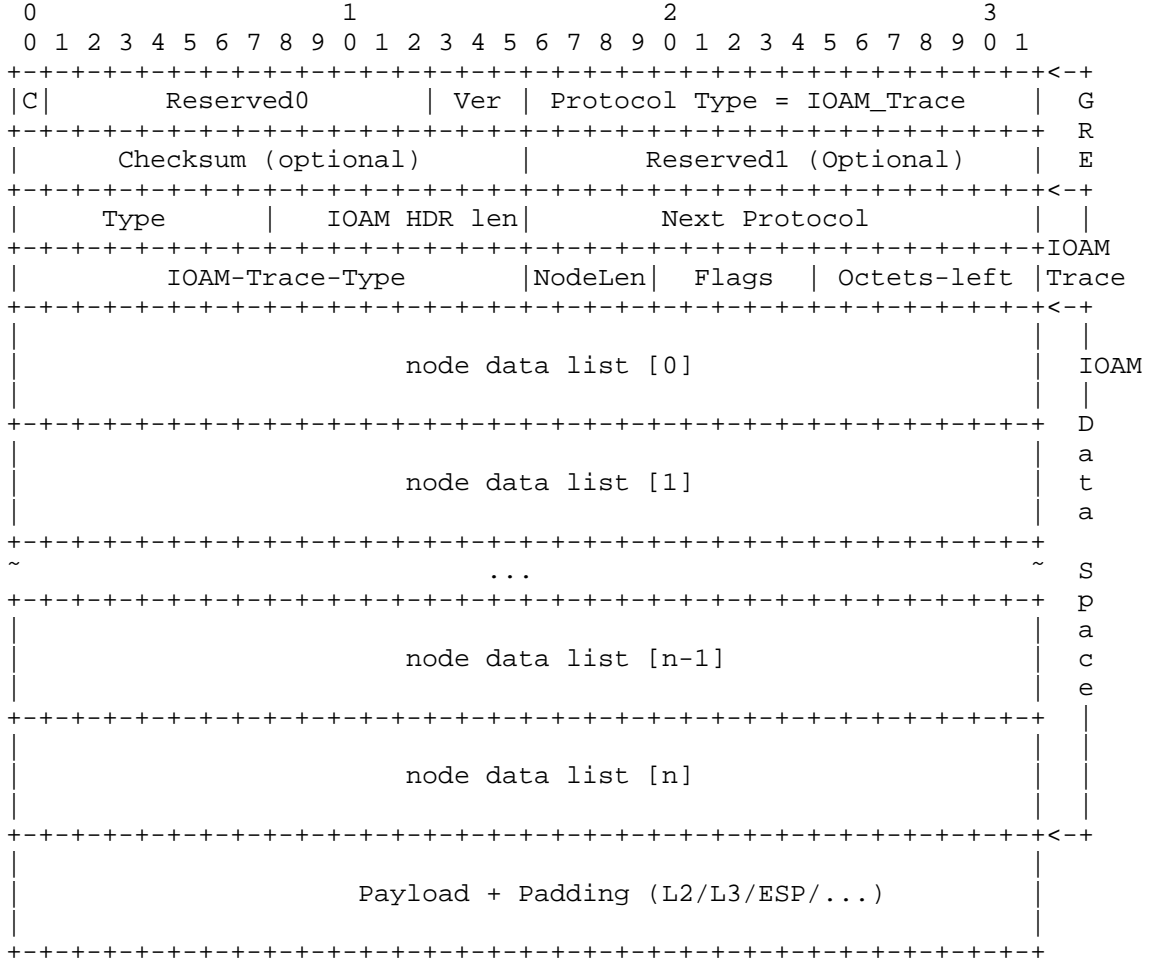 0                   1                   2                   3
 0 1 2 3 4 5 6 7 8 9 0 1 2 3 4 5 6 7 8 9 0 1 2 3 4 5 6 7 8 9 0 1
+-+-+-+-+-+-+-+-+-+-+-+-+-+-+-+-+-+-+-+-+-+-+-+-+-+-+-+-+-+-+-+-+<-+
|C|       Reserved0       | Ver | Protocol Type = IOAM_Trace    |  G
+-+-+-+-+-+-+-+-+-+-+-+-+-+-+-+-+-+-+-+-+-+-+-+-+-+-+-+-+-+-+-+-+  R
|      Checksum (optional)      |       Reserved1 (Optional)    |  E
+-+-+-+-+-+-+-+-+-+-+-+-+-+-+-+-+-+-+-+-+-+-+-+-+-+-+-+-+-+-+-+-+<-+
|     Type      |   IOAM HDR len|        Next Protocol          |  |
+-+-+-+-+-+-+-+-+-+-+-+-+-+-+-+-+-+-+-+-+-+-+-+-+-+-+-+-+-+-+-+-+IOAM
|         IOAM-Trace-Type       |NodeLen|  Flags  | Octets-left |Trace
+-+-+-+-+-+-+-+-+-+-+-+-+-+-+-+-+-+-+-+-+-+-+-+-+-+-+-+-+-+-+-+-+<-+
|                                                               |  |
|                        node data list [0]                     |  IOAM
|                                                               |  |
+-+-+-+-+-+-+-+-+-+-+-+-+-+-+-+-+-+-+-+-+-+-+-+-+-+-+-+-+-+-+-+-+  D
|                                                               |  a
|                        node data list [1]                     |  t
|                                                               |  a
+-+-+-+-+-+-+-+-+-+-+-+-+-+-+-+-+-+-+-+-+-+-+-+-+-+-+-+-+-+-+-+-+
~                             ...                               ~  S
+-+-+-+-+-+-+-+-+-+-+-+-+-+-+-+-+-+-+-+-+-+-+-+-+-+-+-+-+-+-+-+-+  p
|                                                               |  a
|                        node data list [n-1]                   |  c
|                                                               |  e
+-+-+-+-+-+-+-+-+-+-+-+-+-+-+-+-+-+-+-+-+-+-+-+-+-+-+-+-+-+-+-+-+  |
|                                                               |  |
|                        node data list [n]                     |  |
|                                                               |  |
+-+-+-+-+-+-+-+-+-+-+-+-+-+-+-+-+-+-+-+-+-+-+-+-+-+-+-+-+-+-+-+-+<-+
|                                                               |
|                     Payload + Padding (L2/L3/ESP/...)         |
|                                                               |
+-+-+-+-+-+-+-+-+-+-+-+-+-+-+-+-+-+-+-+-+-+-+-+-+-+-+-+-+-+-+-+-+